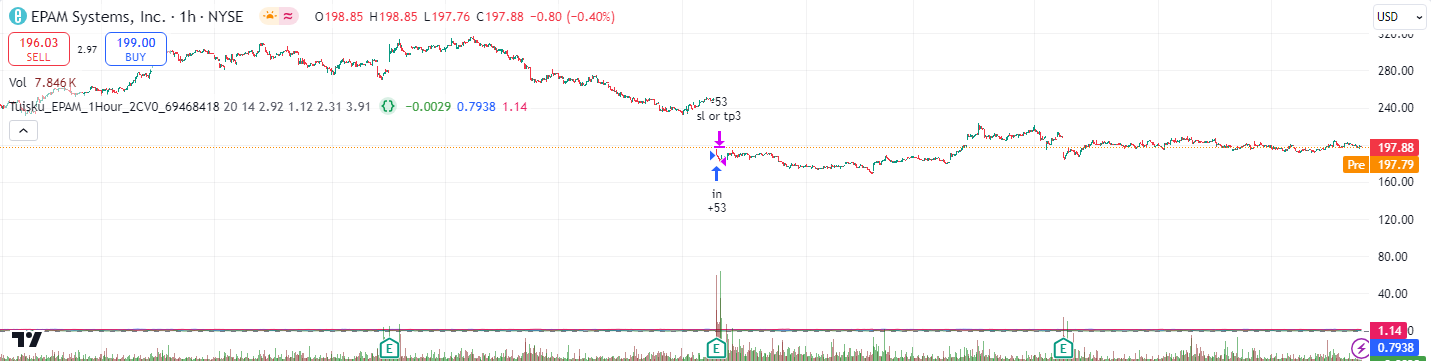 EPAM Systems, Inc. · 1h · NYSE
O198.85 H198.85 L197.76 C197.88 −0.80 (−0.40%)
USD
196.03
SELL
2.97
199.00
BUY
Vol 7.846 K
Tuisku_EPAM_1Hour_2CV0_69468418 20 14 2.92 1.12 2.31 3.91 {} −0.0029 0.7938 1.14
320.00
280.00
240.00
-53
sl or tp3
197.88
Pre 197.79
160.00
in
+53
120.00
80.00
40.00
1.14
0.7938
E
E
E